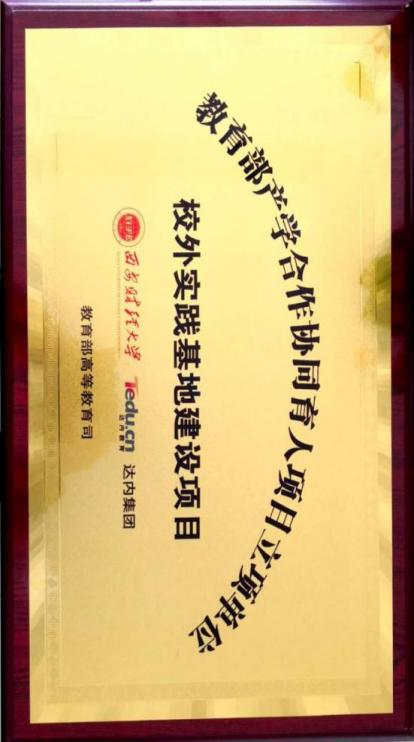 教育部产学合作协同育人项目立项单位
校外实践基地建设项目
XUFE 西安财经大学 Tedu.cn 达内教育 达内集团
教育部高等教育司